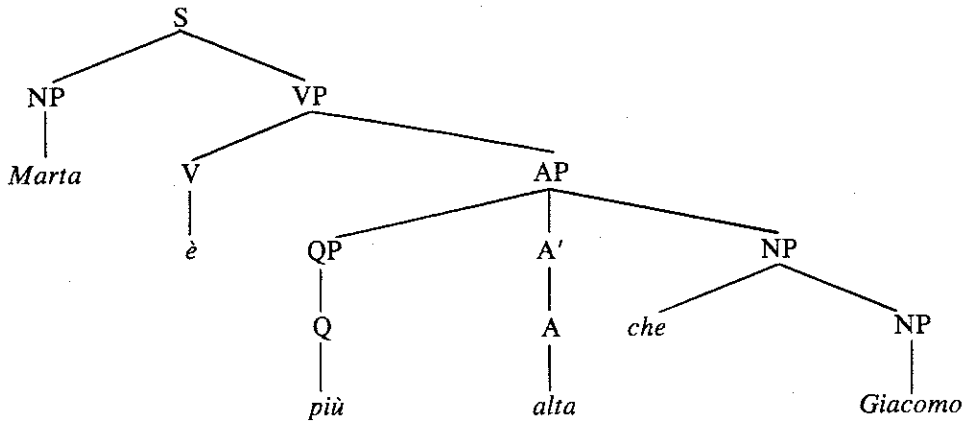 S
NP VP
Marta V AP
è QP A′ NP
Q A che NP
più alta Giacomo